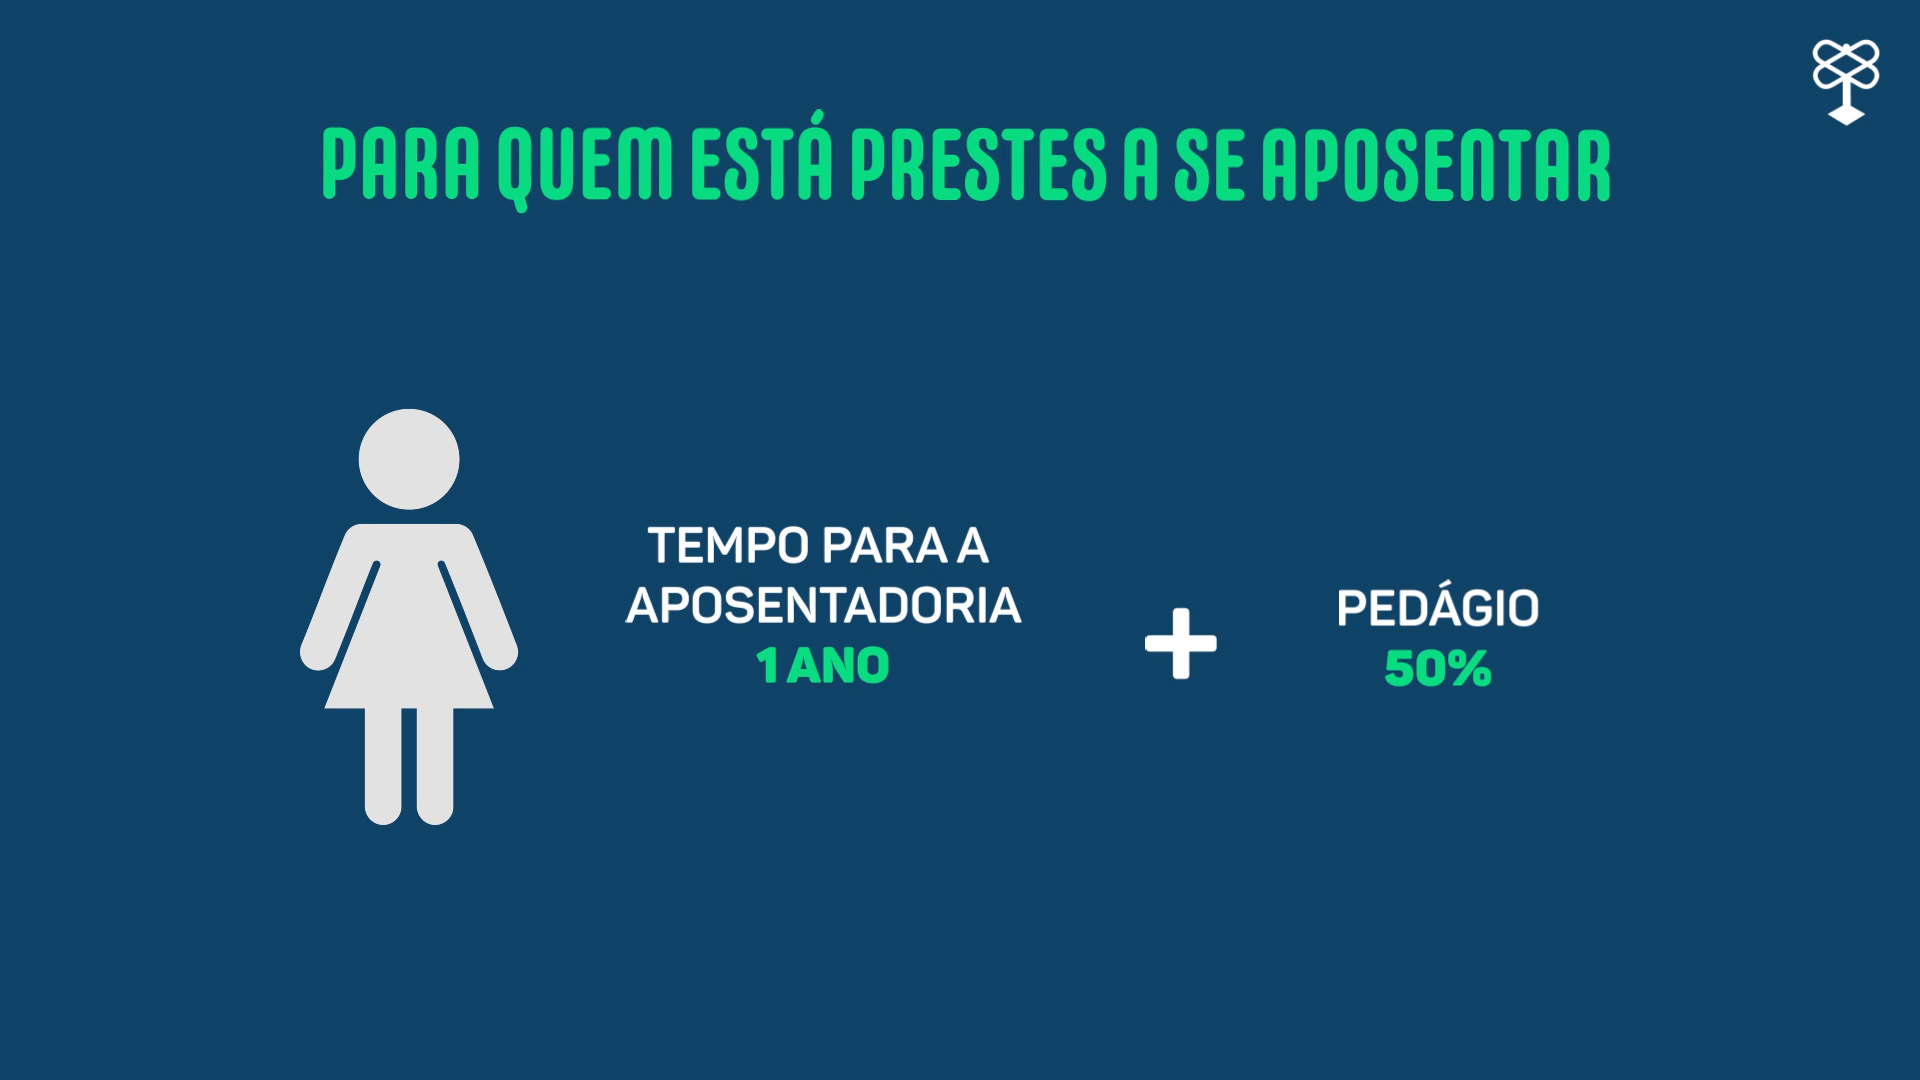 PARA QUEM ESTÁ PRESTES A SE APOSENTAR
TEMPO PARA A
APOSENTADORIA
1 ANO
PEDÁGIO
50%